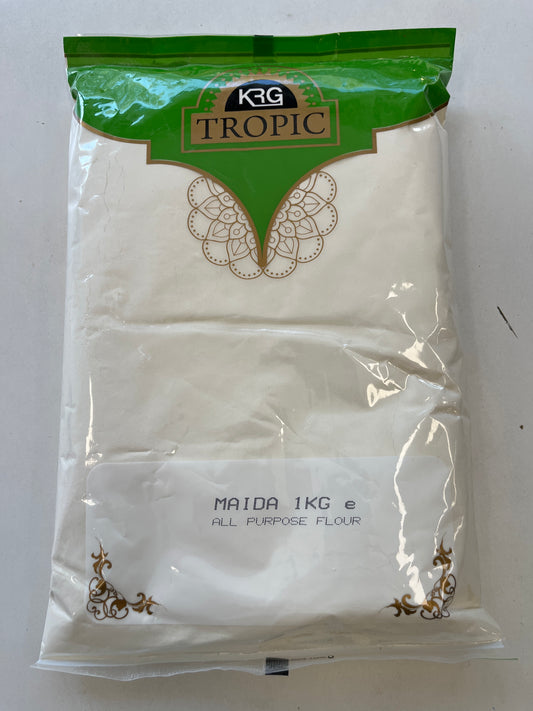 KRG
TROPIC
MAIDA 1KG e
ALL PURPOSE FLOUR